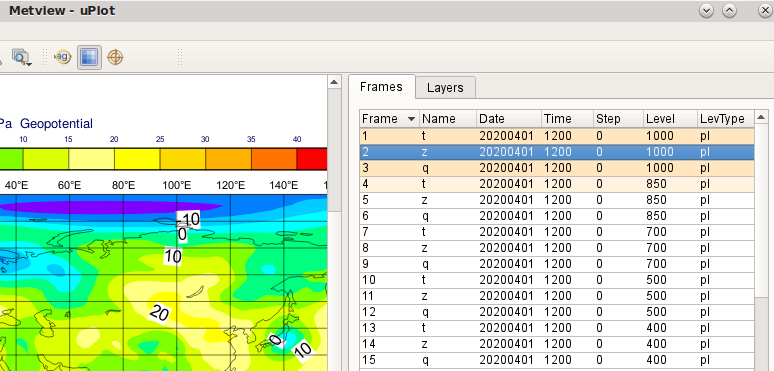 Metview - uPlot
ag
Frames Layers
Pa Geopotential
10 15 20 25 30 35 40
40°E 60°E 80°E 100°E 120°E 140°E
-10
0
10
20
0
10
Frame Name Date Time Step Level LevType
1 t 20200401 1200 0 1000 pl
2 z 20200401 1200 0 1000 pl
3 q 20200401 1200 0 1000 pl
4 t 20200401 1200 0 850 pl
5 z 20200401 1200 0 850 pl
6 q 20200401 1200 0 850 pl
7 t 20200401 1200 0 700 pl
8 z 20200401 1200 0 700 pl
9 q 20200401 1200 0 700 pl
10 t 20200401 1200 0 500 pl
11 z 20200401 1200 0 500 pl
12 q 20200401 1200 0 500 pl
13 t 20200401 1200 0 400 pl
14 z 20200401 1200 0 400 pl
15 q 20200401 1200 0 400 pl